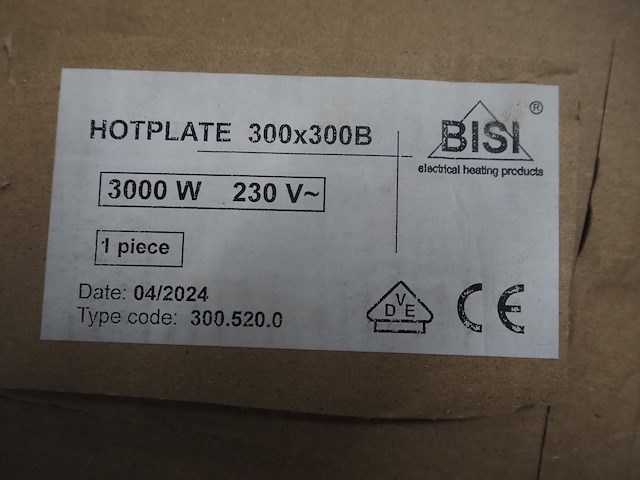 HOTPLATE 300x300B
BISI ®
electrical heating products
3000 W 230 V~
1 piece
Date: 04/2024
Type code: 300.520.0
DVE
CE